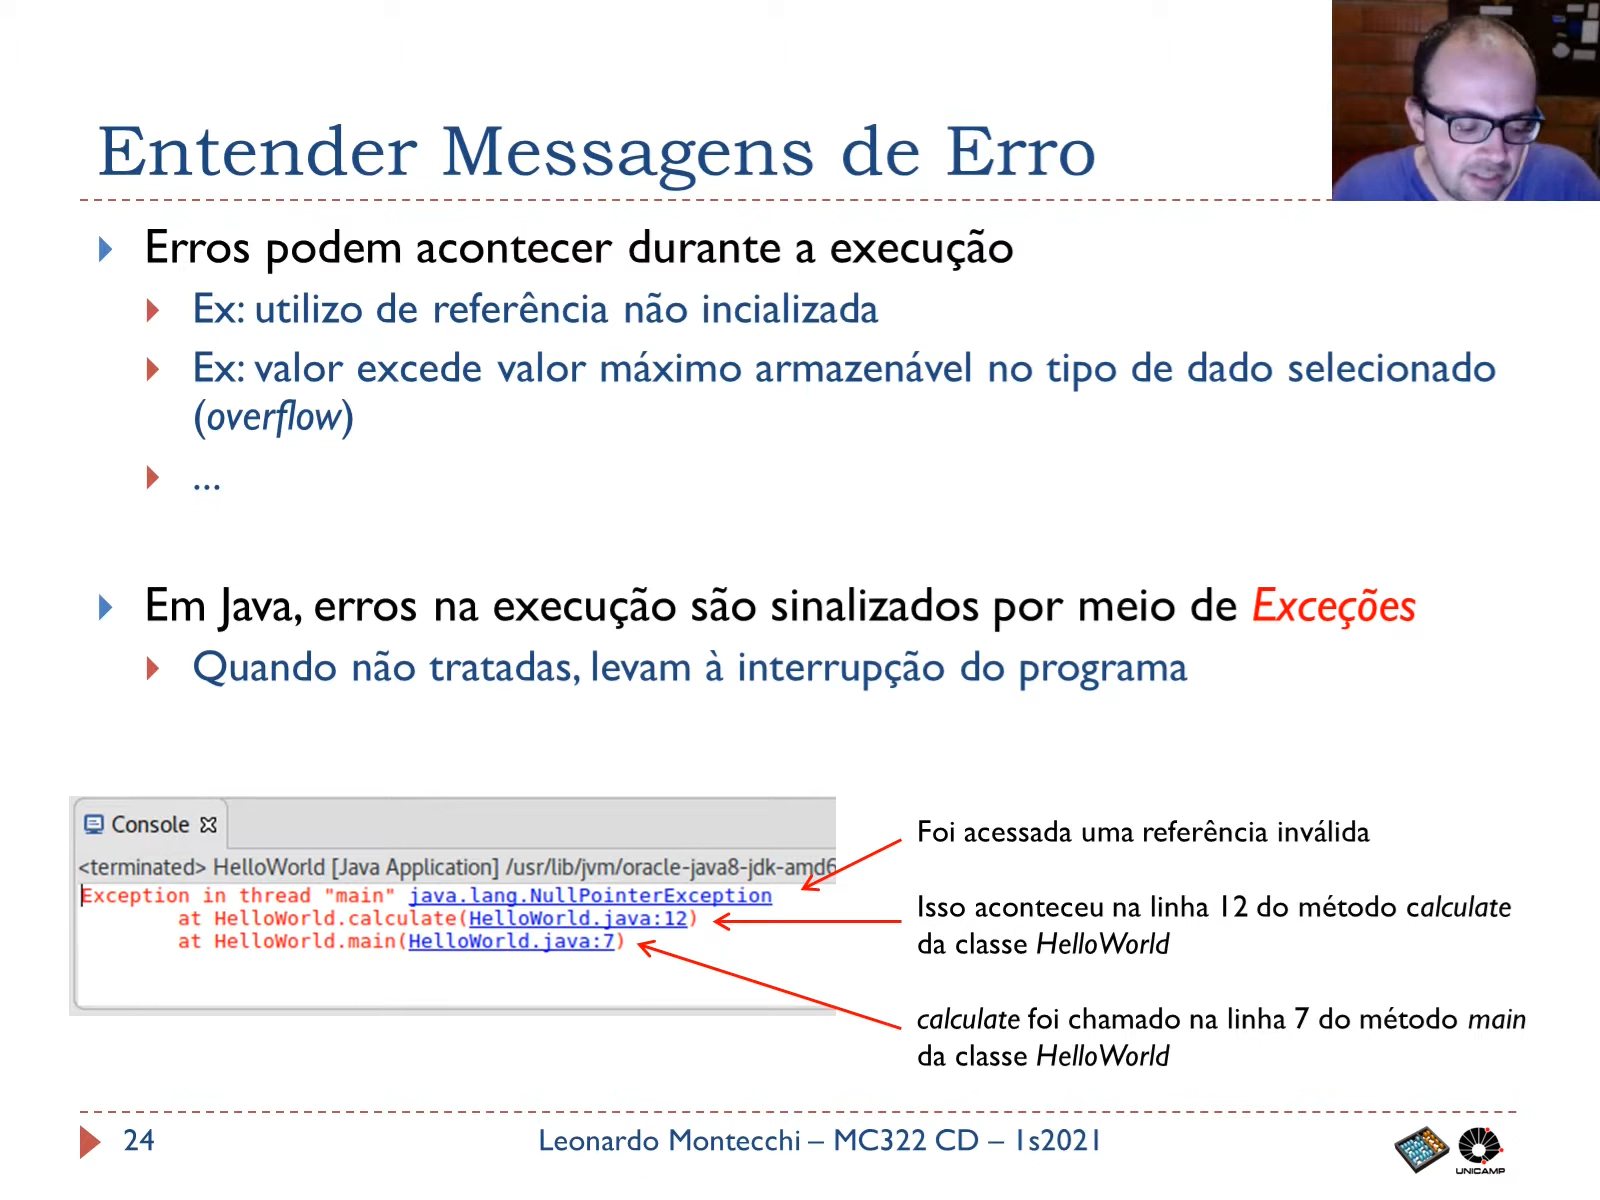 Entender Messagens de Erro
Erros podem acontecer durante a execução
Ex: utilizo de referência não incializada
Ex: valor excede valor máximo armazenável no tipo de dado selecionado
(overflow)
...
Em Java, erros na execução são sinalizados por meio de Exceções
Quando não tratadas, levam à interrupção do programa
Console
<terminated> HelloWorld [Java Application] /usr/lib/jvm/oracle-java8-jdk-amd6
Exception in thread "main" java.lang.NullPointerException
at HelloWorld.calculate(HelloWorld.java:12)
at HelloWorld.main(HelloWorld.java:7)
Foi acessada uma referência inválida
Isso aconteceu na linha 12 do método calculate
da classe HelloWorld
calculate foi chamado na linha 7 do método main
da classe HelloWorld
24
Leonardo Montecchi – MC322 CD – 1s2021
UNICAMP